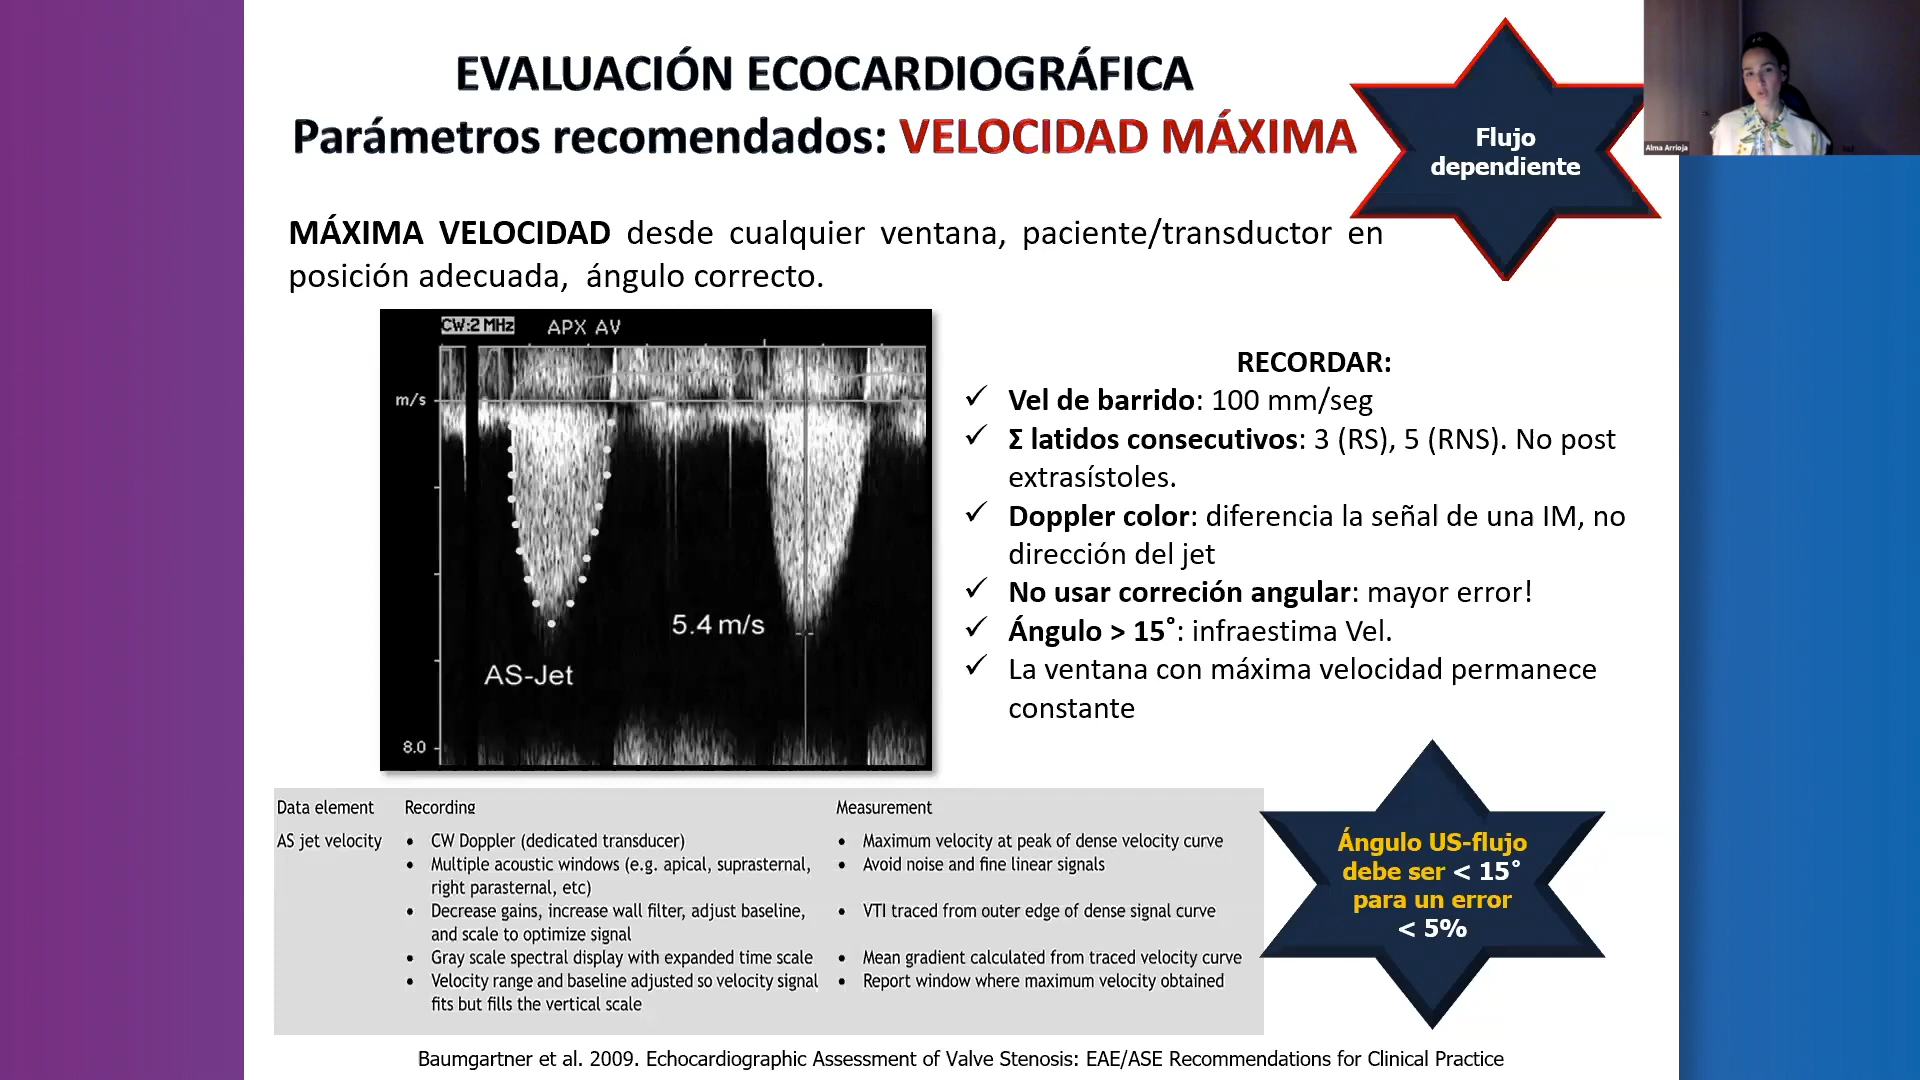 EVALUACIÓN ECOCARDIOGRÁFICA
Parámetros recomendados: VELOCIDAD MÁXIMA
Flujo
dependiente
Alma Arrioja
MÁXIMA VELOCIDAD desde cualquier ventana, paciente/transductor en
posición adecuada, ángulo correcto.
CW:2 MHz APX AV
m/s
5.4 m/s
AS-Jet
8.0
RECORDAR:
✓ Vel de barrido: 100 mm/seg
✓ Σ latidos consecutivos: 3 (RS), 5 (RNS). No post
extrasístoles.
✓ Doppler color: diferencia la señal de una IM, no
dirección del jet
✓ No usar correción angular: mayor error!
✓ Ángulo > 15˚: infraestima Vel.
✓ La ventana con máxima velocidad permanece
constante
Data element Recording Measurement
AS jet velocity • CW Doppler (dedicated transducer) • Maximum velocity at peak of dense velocity curve
• Multiple acoustic windows (e.g. apical, suprasternal, • Avoid noise and fine linear signals
right parasternal, etc)
• Decrease gains, increase wall filter, adjust baseline, • VTI traced from outer edge of dense signal curve
and scale to optimize signal
• Gray scale spectral display with expanded time scale • Mean gradient calculated from traced velocity curve
• Velocity range and baseline adjusted so velocity signal • Report window where maximum velocity obtained
fits but fills the vertical scale
Ángulo US-flujo
debe ser < 15˚
para un error
< 5%
Baumgartner et al. 2009. Echocardiographic Assessment of Valve Stenosis: EAE/ASE Recommendations for Clinical Practice